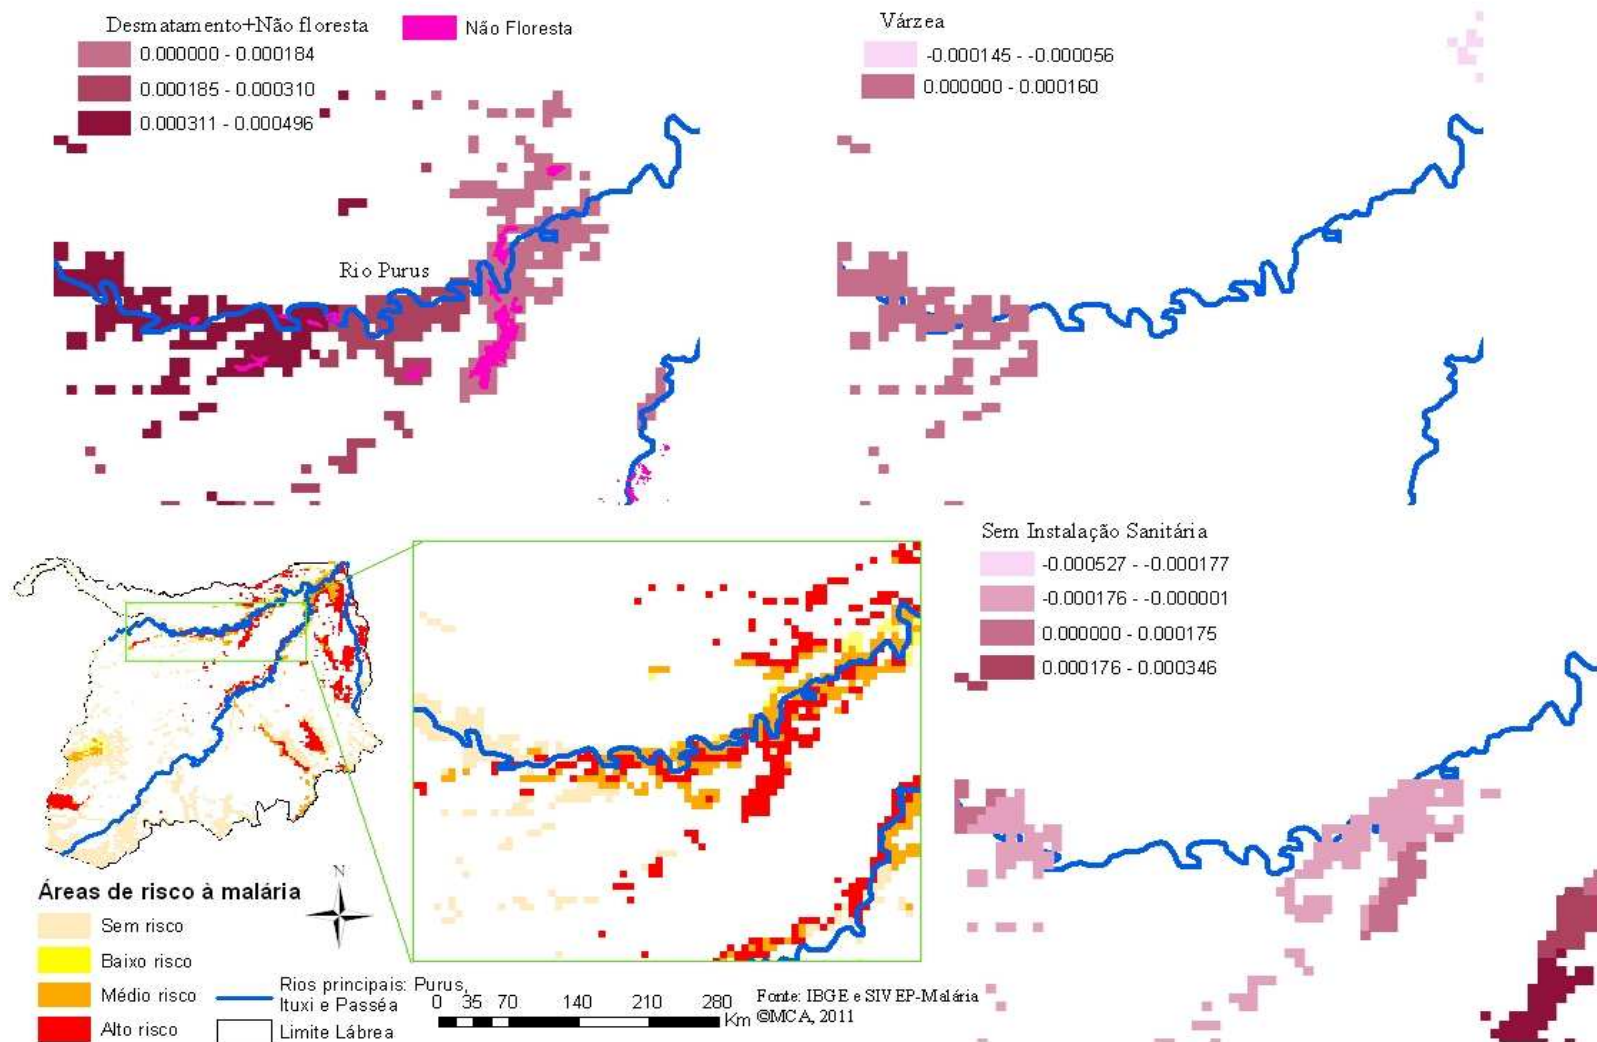 Desmatamento+Não floresta
Não Floresta
0.000000 - 0.000184
0.000185 - 0.000310
0.000311 - 0.000496
Rio Purus
Várzea
-0.000145 - -0.000056
0.000000 - 0.000160
Sem Instalação Sanitária
-0.000527 - -0.000177
-0.000176 - -0.000001
0.000000 - 0.000175
0.000176 - 0.000346
N
Áreas de risco à malária
Sem risco
Baixo risco
Médio risco
Alto risco
Rios principais: Purus,
Ituxi e Passéa
Limite Lábrea
0 35 70 140 210 280
Km
Fonte: IBGE e SIVEP-Malária
©MCA, 2011